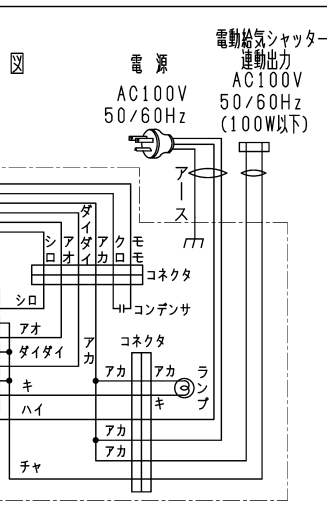 図
電源
AC100V
50/60Hz
電動給気シャッター
連動出力
AC100V
50/60Hz
(100W以下)
アース
シロ
アオ
ダイダイ
アカ
クロ
モモ
コネクタ
シロ
コンデンサ
アオ
ダイダイ
アカ
コネクタ
キ
アカ
アカ
ランプ
キ
ハイ
アカ
アカ
チャ